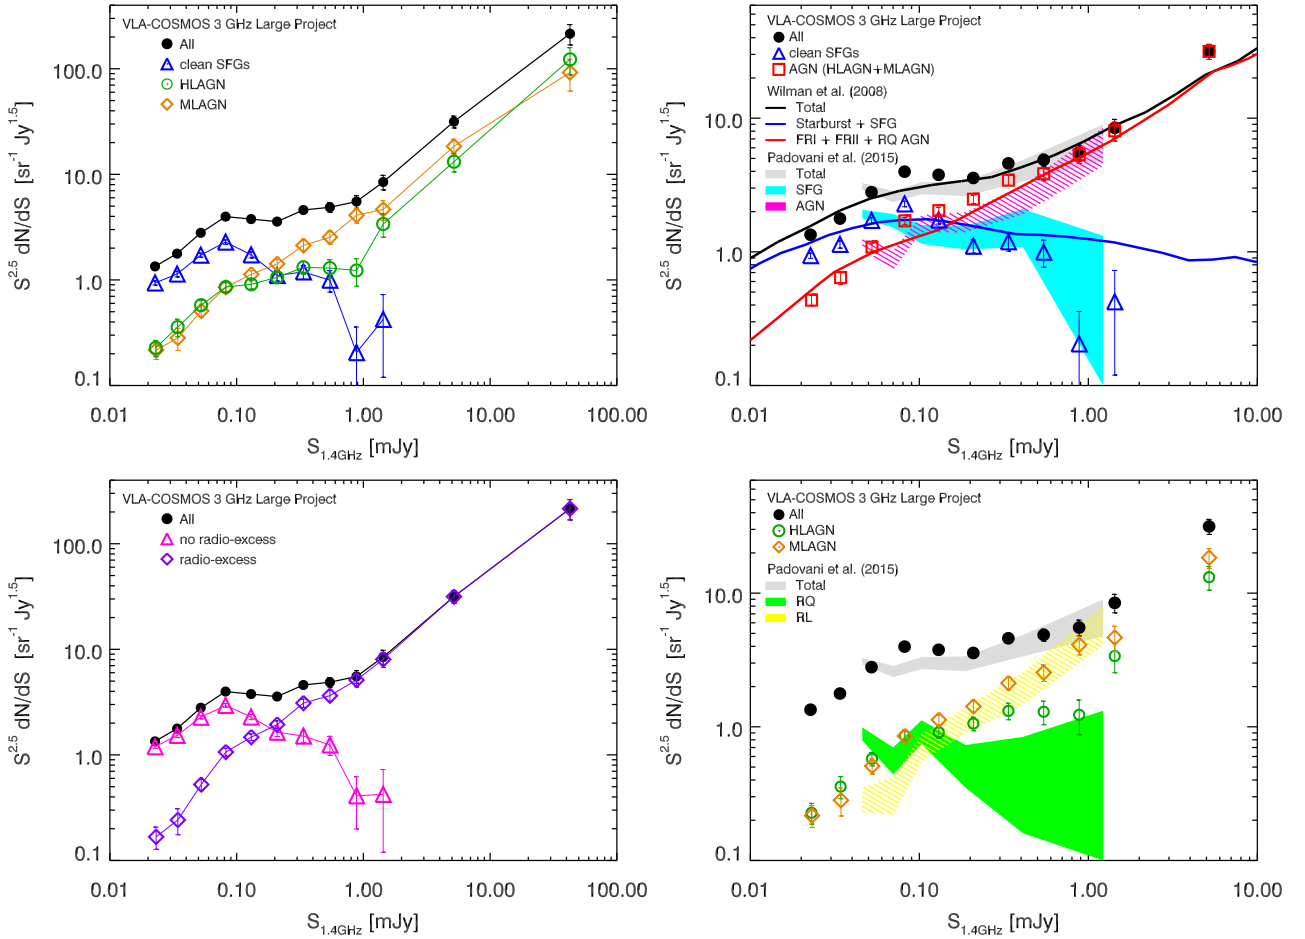 VLA-COSMOS 3 GHz Large Project
All
clean SFGs
HLAGN
MLAGN
100.0
10.0
1.0
0.1
0.01
0.10
1.00
10.00
100.00
S^2.5 dN/dS [sr^-1 Jy^1.5]
S_1.4GHz [mJy]
VLA-COSMOS 3 GHz Large Project
All
clean SFGs
AGN (HLAGN+MLAGN)
Wilman et al. (2008)
Total
Starburst + SFG
FRI + FRII + RQ AGN
Padovani et al. (2015)
Total
SFG
AGN
10.0
1.0
0.1
0.01
0.10
1.00
10.00
S^2.5 dN/dS [sr^-1 Jy^1.5]
S_1.4GHz [mJy]
VLA-COSMOS 3 GHz Large Project
All
no radio-excess
radio-excess
100.0
10.0
1.0
0.1
0.01
0.10
1.00
10.00
100.00
S^2.5 dN/dS [sr^-1 Jy^1.5]
S_1.4GHz [mJy]
VLA-COSMOS 3 GHz Large Project
All
HLAGN
MLAGN
Padovani et al. (2015)
Total
RQ
RL
10.0
1.0
0.1
0.01
0.10
1.00
10.00
S^2.5 dN/dS [sr^-1 Jy^1.5]
S_1.4GHz [mJy]